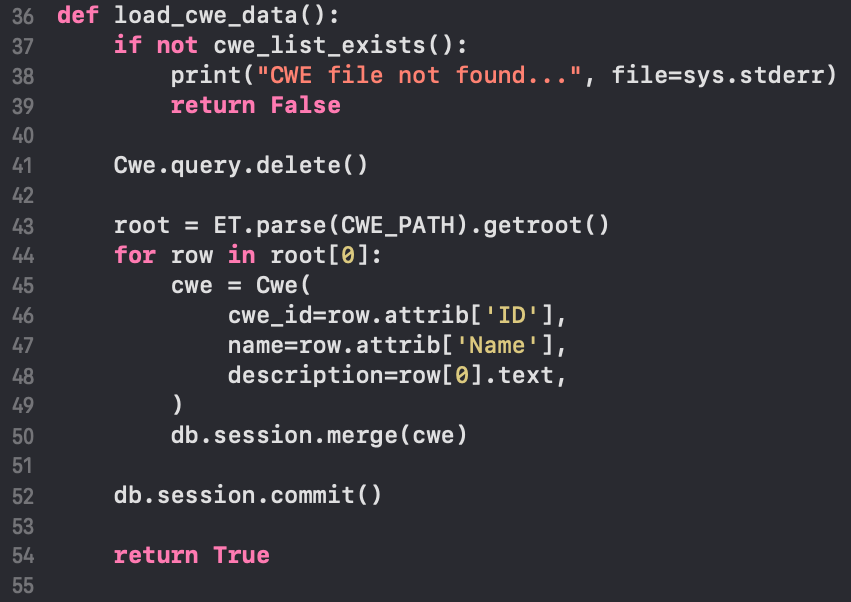 36 def load_cwe_data():
37     if not cwe_list_exists():
38         print("CWE file not found...", file=sys.stderr)
39         return False
40
41     Cwe.query.delete()
42
43     root = ET.parse(CWE_PATH).getroot()
44     for row in root[0]:
45         cwe = Cwe(
46             cwe_id=row.attrib['ID'],
47             name=row.attrib['Name'],
48             description=row[0].text,
49         )
50         db.session.merge(cwe)
51
52     db.session.commit()
53
54     return True
55